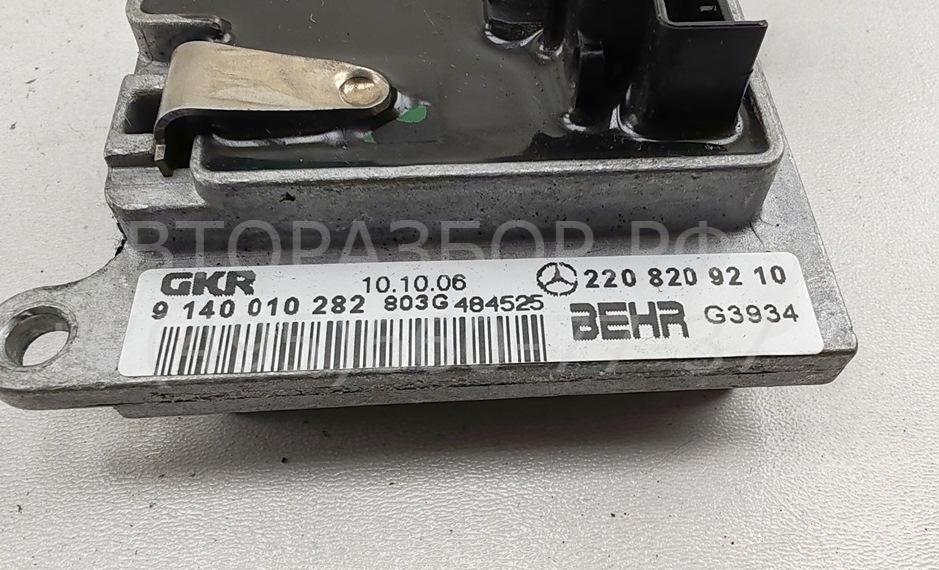 ВТОРАЗБОР.РФ
GKR 10.10.06 220 820 92 10
9 140 010 282 803G 484525
BEHR G3934